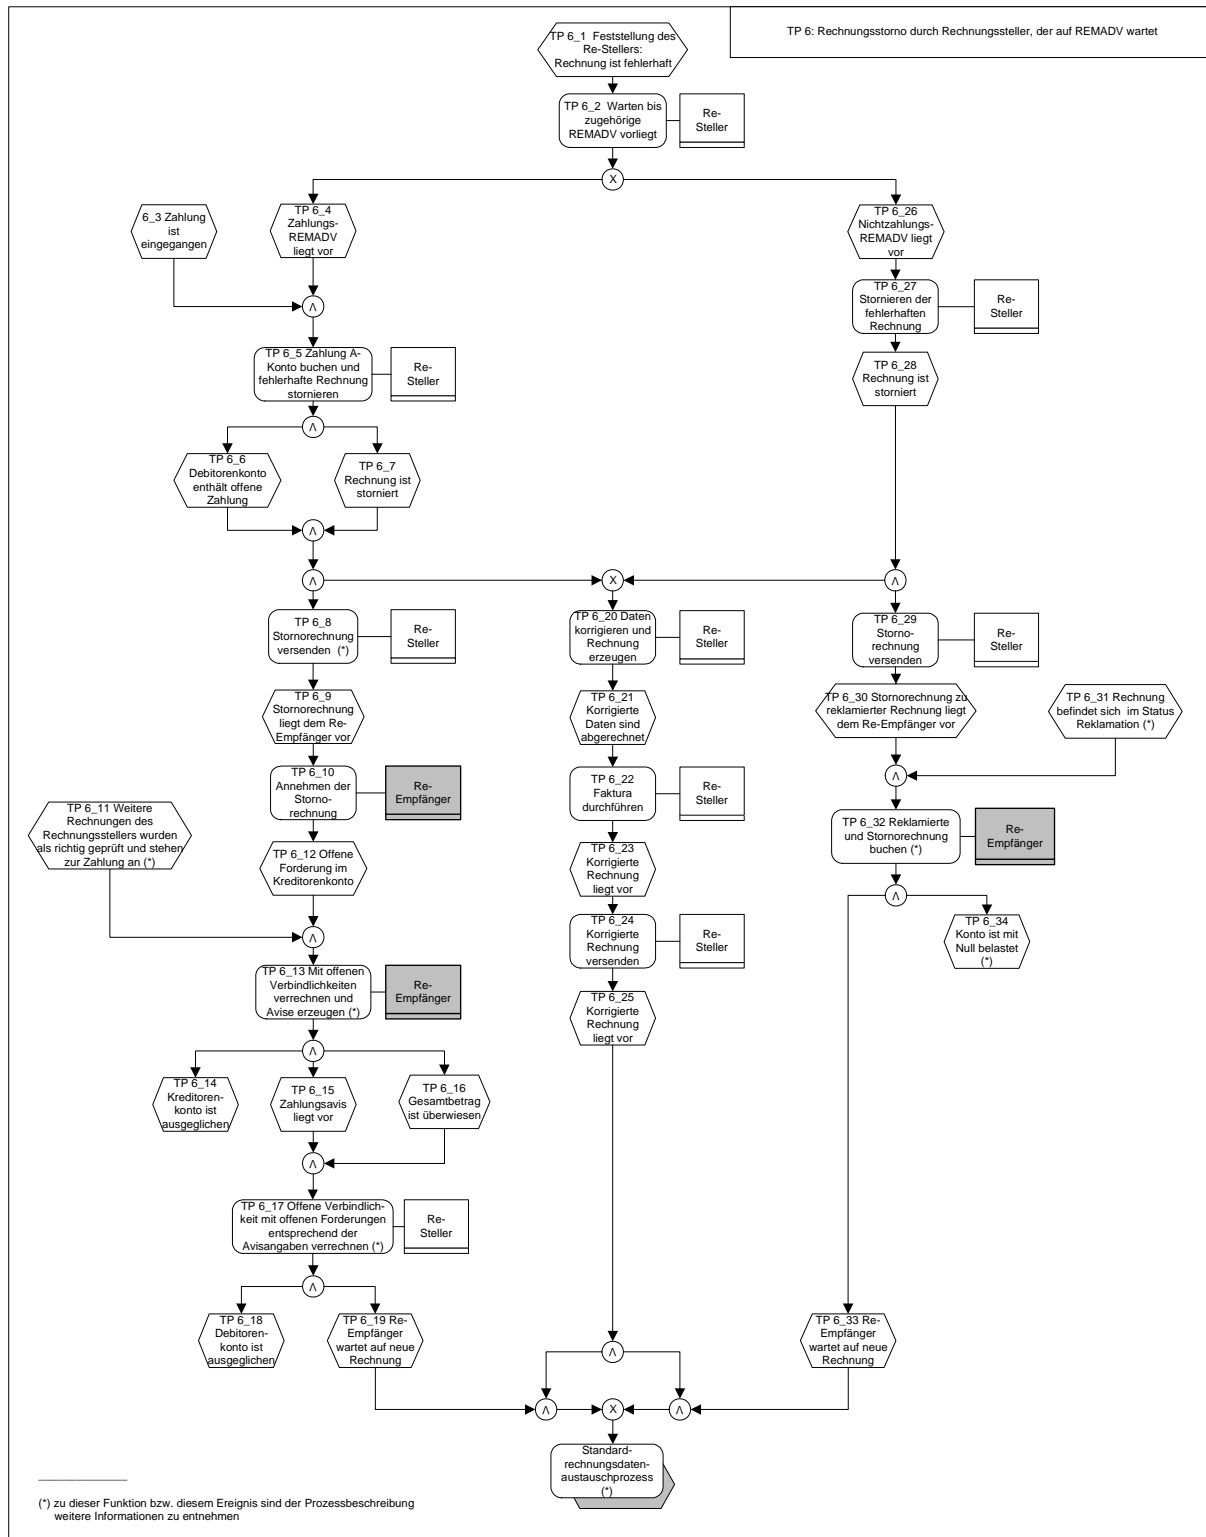 TP 6: Rechnungsstorno durch Rechnungssteller, der auf REMADV wartet
TP 6_1 Feststellung des
Re-Stellers:
Rechnung ist fehlerhaft
TP 6_2 Warten bis
zugehörige
REMADV vorliegt
Re-
Steller
X
6_3 Zahlung
ist
eingegangen
TP 6_4
Zahlungs-
REMADV
liegt vor
Λ
TP 6_5 Zahlung A-
Konto buchen und
fehlerhafte Rechnung
stornieren
Re-
Steller
Λ
TP 6_6
Debitorenkonto
enthält offene
Zahlung
TP 6_7
Rechnung ist
storniert
Λ
TP 6_26
Nichtzahlungs-
REMADV liegt
vor
TP 6_27
Stornieren der
fehlerhaften
Rechnung
Re-
Steller
TP 6_28
Rechnung ist
storniert
Λ
X
Λ
TP 6_8
Stornorechnung
versenden (*)
Re-
Steller
TP 6_9
Stornorechnung
liegt dem Re-
Empfänger vor
TP 6_10
Annehmen der
Storno-
rechnung
Re-
Empfänger
TP 6_11 Weitere
Rechnungen des
Rechnungsstellers wurden
als richtig geprüft und stehen
zur Zahlung an (*)
TP 6_12 Offene
Forderung im
Kreditorenkonto
Λ
TP 6_13 Mit offenen
Verbindlichkeiten
verrechnen und
Avise erzeugen (*)
Re-
Empfänger
Λ
TP 6_14
Kreditoren-
konto ist
ausgeglichen
TP 6_15
Zahlungsavis
liegt vor
TP 6_16
Gesamtbetrag
ist überwiesen
Λ
TP 6_17 Offene Verbindlich-
keit mit offenen Forderungen
entsprechend der
Avisangaben verrechnen (*)
Re-
Steller
Λ
TP 6_18
Debitoren-
konto ist
ausgeglichen
TP 6_19 Re-
Empfänger
wartet auf neue
Rechnung
TP 6_20 Daten
korrigieren und
Rechnung
erzeugen
Re-
Steller
TP 6_21
Korrigierte
Daten sind
abgerechnet
TP 6_22
Faktura
durchführen
Re-
Steller
TP 6_23
Korrigierte
Rechnung
liegt vor
TP 6_24
Korrigierte
Rechnung
versenden
Re-
Steller
TP 6_25
Korrigierte
Rechnung
liegt vor
TP 6_29
Storno-
rechnung
versenden
Re-
Steller
TP 6_30 Stornorechnung zu
reklamierter Rechnung liegt
dem Re-Empfänger vor
TP 6_31 Rechnung
befindet sich im Status
Reklamation (*)
Λ
TP 6_32 Reklamierte
und Stornorechnung
buchen (*)
Re-
Empfänger
Λ
TP 6_34
Konto ist mit
Null belastet
(*)
TP 6_33 Re-
Empfänger
wartet auf neue
Rechnung
Λ
Λ
X
Λ
Standard-
rechnungsdaten-
austauschprozess
(*)
(*) zu dieser Funktion bzw. diesem Ereignis sind der Prozessbeschreibung
weitere Informationen zu entnehmen